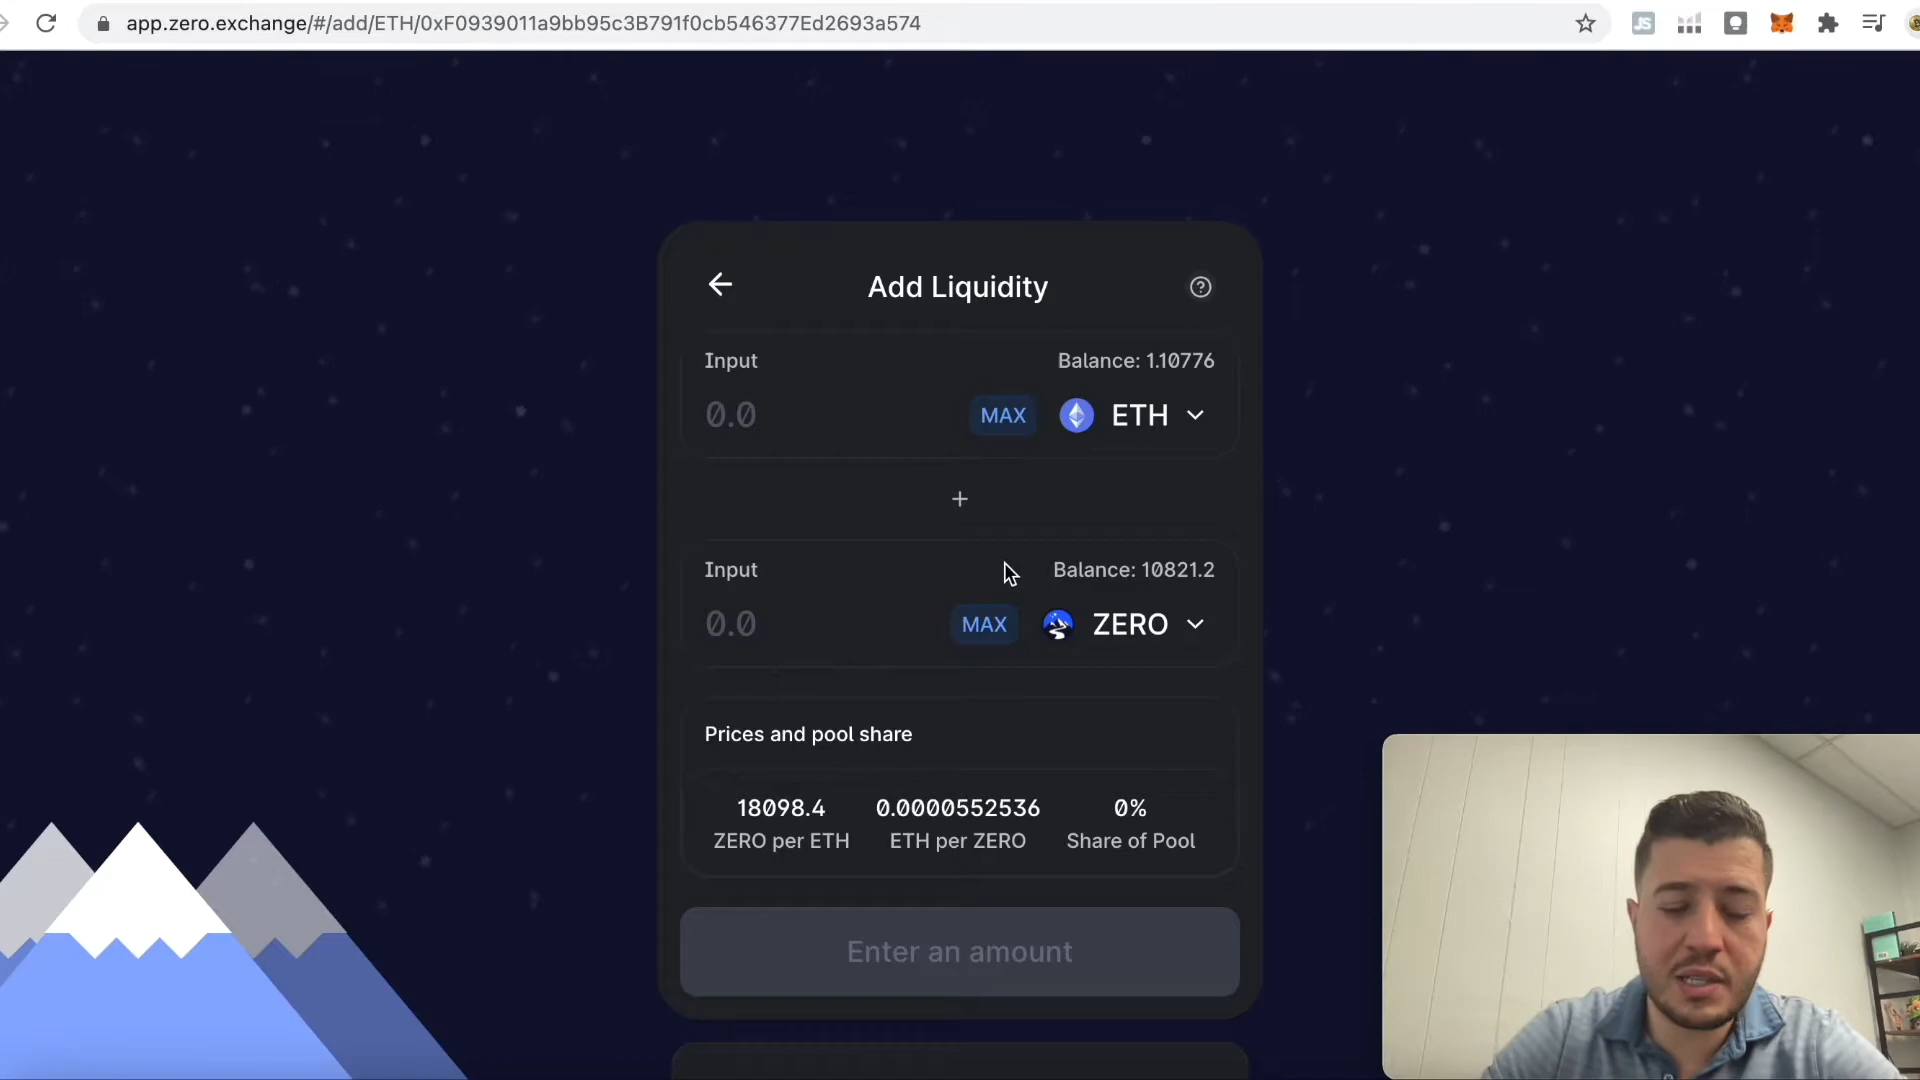 app.zero.exchange/#/add/ETH/0xF0939011a9bb95c3B791f0cb546377Ed2693a574
JS
Add Liquidity
Input
Balance: 1.10776
0.0
MAX
ETH
+
Input
Balance: 10821.2
0.0
MAX
ZERO
Prices and pool share
18098.4 0.0000552536 0%
ZERO per ETH ETH per ZERO Share of Pool
Enter an amount